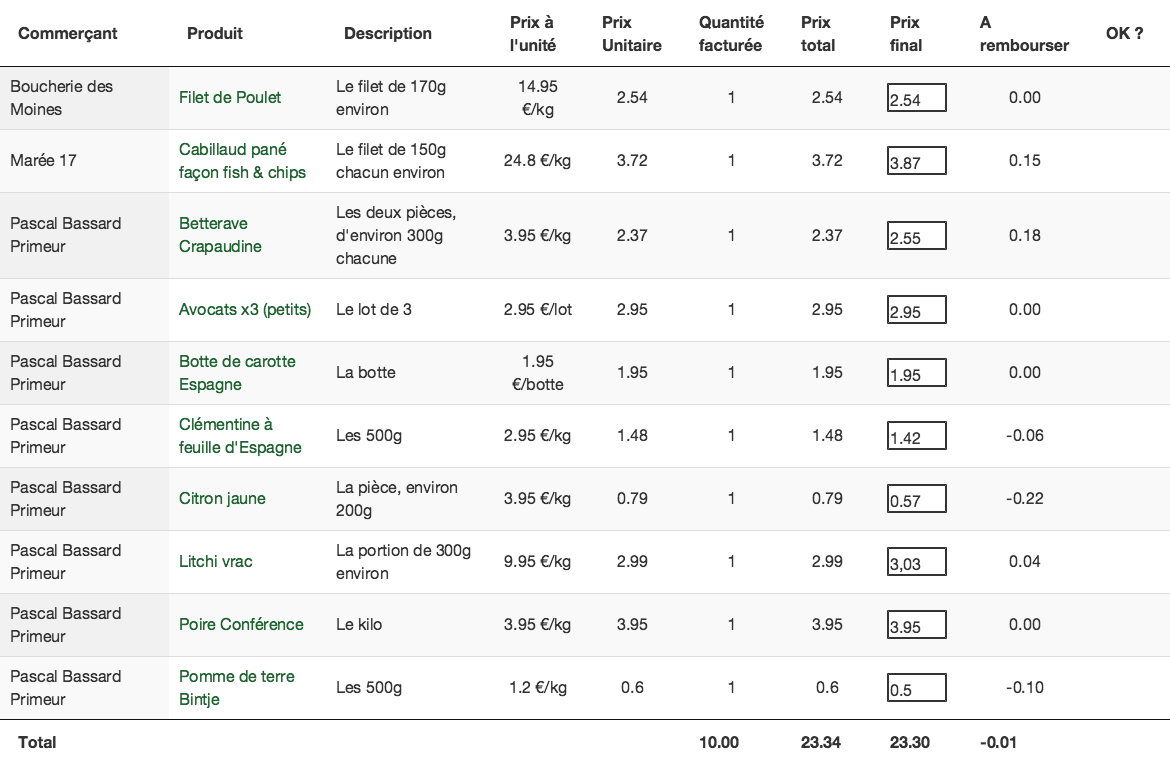 Commerçant Produit Description Prix à l'unité Prix Unitaire Quantité facturée Prix total Prix final A rembourser OK ?
Boucherie des Moines Filet de Poulet Le filet de 170g environ 14.95 €/kg 2.54 1 2.54 2.54 0.00
Marée 17 Cabillaud pané façon fish & chips Le filet de 150g chacun environ 24.8 €/kg 3.72 1 3.72 3.87 0.15
Pascal Bassard Primeur Betterave Crapaudine Les deux pièces, d'environ 300g chacune 3.95 €/kg 2.37 1 2.37 2.55 0.18
Pascal Bassard Primeur Avocats x3 (petits) Le lot de 3 2.95 €/lot 2.95 1 2.95 2.95 0.00
Pascal Bassard Primeur Botte de carotte Espagne La botte 1.95 €/botte 1.95 1 1.95 1.95 0.00
Pascal Bassard Primeur Clémentine à feuille d'Espagne Les 500g 2.95 €/kg 1.48 1 1.48 1.42 -0.06
Pascal Bassard Primeur Citron jaune La pièce, environ 200g 3.95 €/kg 0.79 1 0.79 0.57 -0.22
Pascal Bassard Primeur Litchi vrac La portion de 300g environ 9.95 €/kg 2.99 1 2.99 3,03 0.04
Pascal Bassard Primeur Poire Conférence Le kilo 3.95 €/kg 3.95 1 3.95 3.95 0.00
Pascal Bassard Primeur Pomme de terre Bintje Les 500g 1.2 €/kg 0.6 1 0.6 0.5 -0.10
Total 10.00 23.34 23.30 -0.01